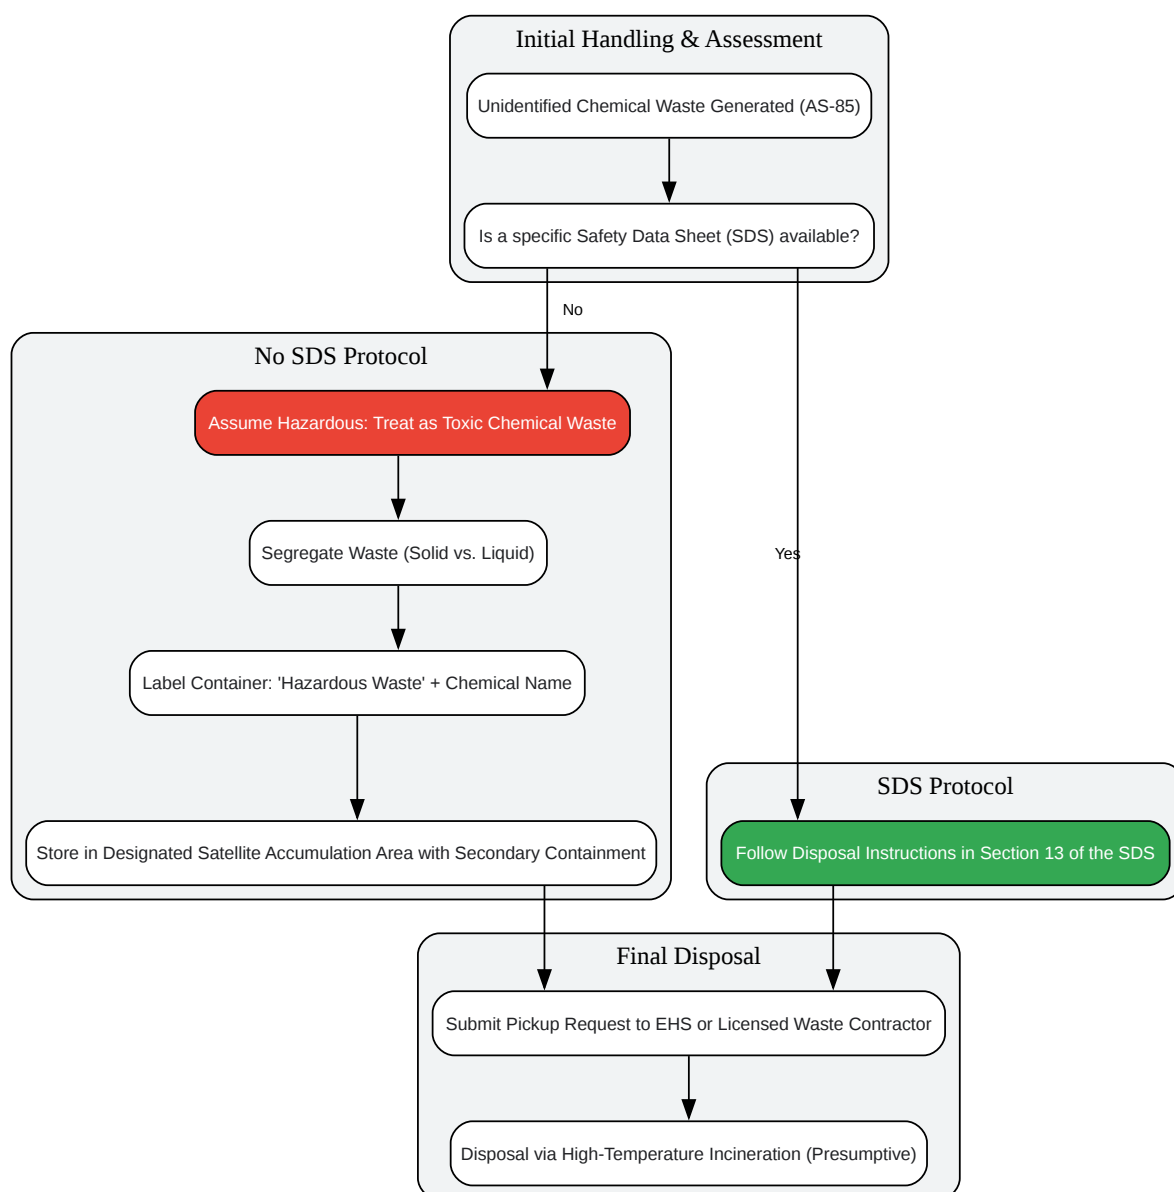 Initial Handling & Assessment
Unidentified Chemical Waste Generated (AS-85)
Is a specific Safety Data Sheet (SDS) available?
No
No SDS Protocol
Assume Hazardous: Treat as Toxic Chemical Waste
Segregate Waste (Solid vs. Liquid)
Yes
Label Container: 'Hazardous Waste' + Chemical Name
Store in Designated Satellite Accumulation Area with Secondary Containment
SDS Protocol
Follow Disposal Instructions in Section 13 of the SDS
Final Disposal
Submit Pickup Request to EHS or Licensed Waste Contractor
Disposal via High-Temperature Incineration (Presumptive)